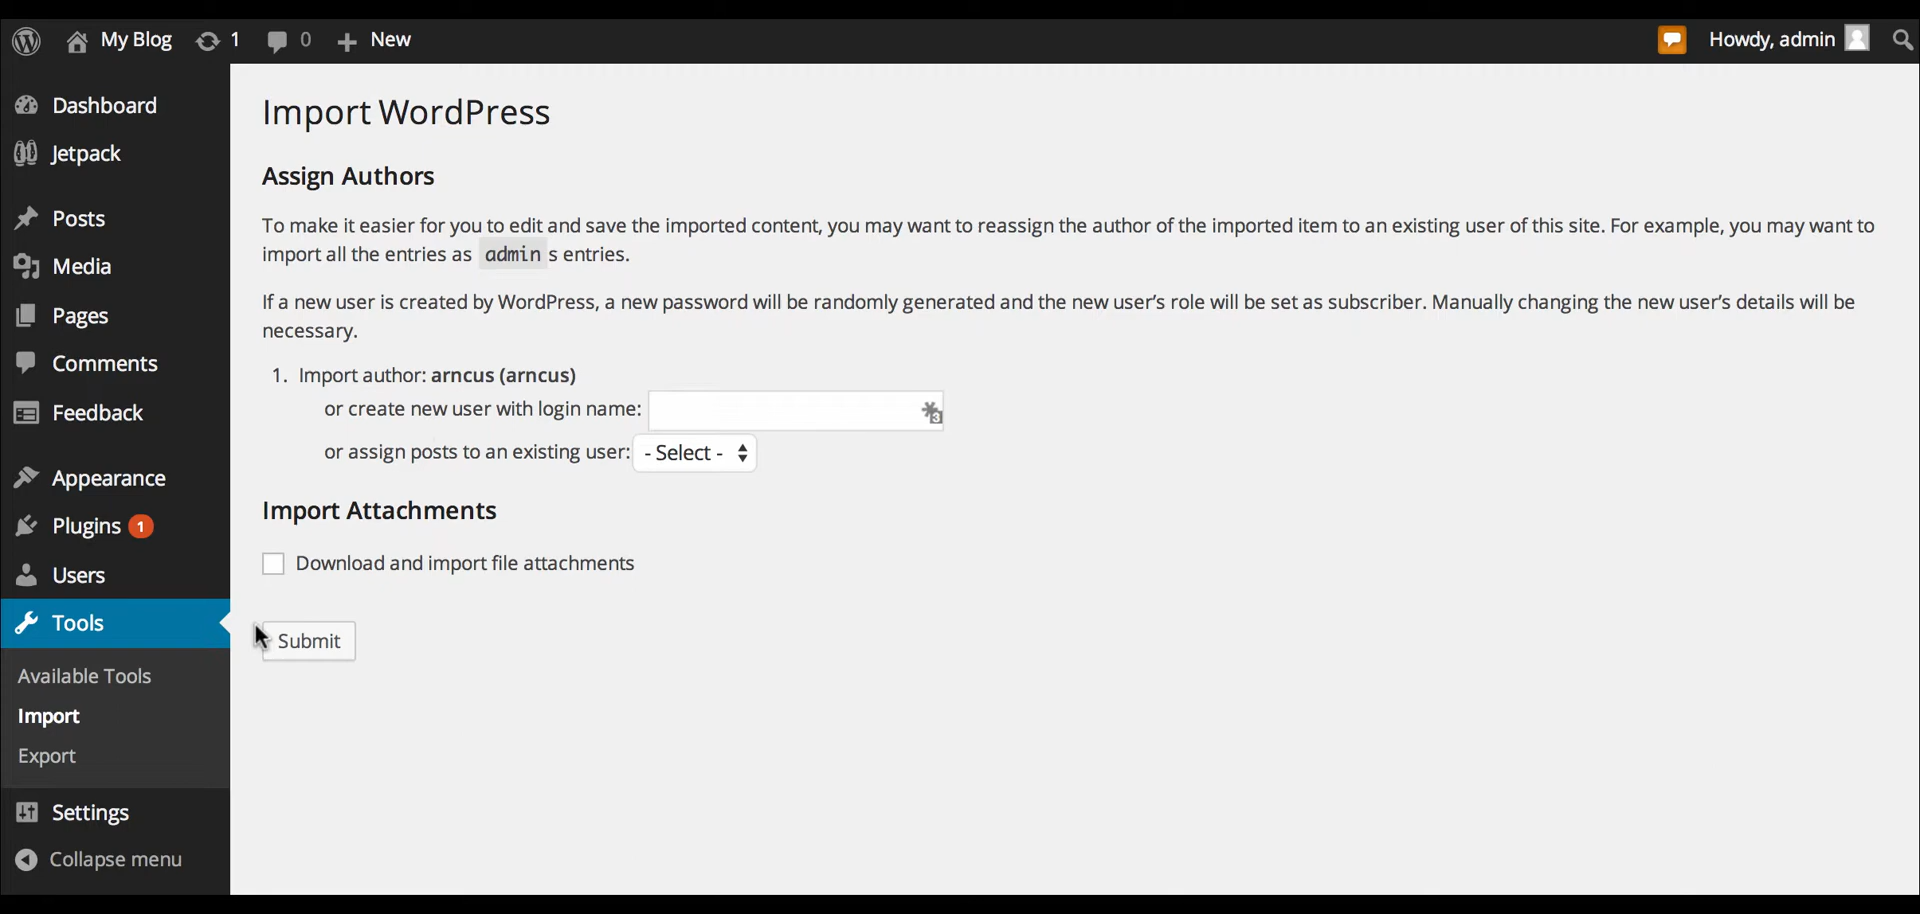 My Blog 1 0 + New Howdy, admin
Dashboard
Jetpack
Posts
Media
Pages
Comments
Feedback
Appearance
Plugins 1
Users
Tools
Available Tools
Import
Export
Settings
Collapse menu
Import WordPress
Assign Authors
To make it easier for you to edit and save the imported content, you may want to reassign the author of the imported item to an existing user of this site. For example, you may want to
import all the entries as admin s entries.
If a new user is created by WordPress, a new password will be randomly generated and the new user’s role will be set as subscriber. Manually changing the new user’s details will be
necessary.
1. Import author: arncus (arncus)
or create new user with login name: 3
or assign posts to an existing user: - Select -
Import Attachments
Download and import file attachments
Submit